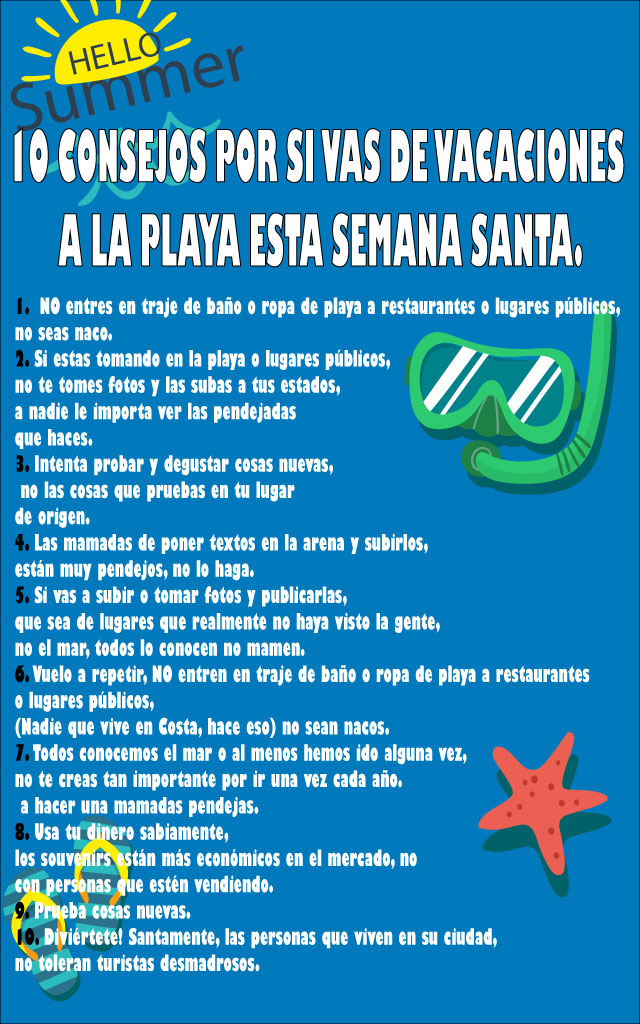 HELLO
Summer
10 CONSEJOS POR SI VAS DE VACACIONES
A LA PLAYA ESTA SEMANA SANTA.
1. NO entres en traje de baño o ropa de playa a restaurantes o lugares públicos,
no seas naco.
2. Si estas tomando en la playa o lugares públicos,
no te tomes fotos y las subas a tus estados,
a nadie le importa ver las pendejadas
que haces.
3. Intenta probar y degustar cosas nuevas,
no las cosas que pruebas en tu lugar
de origen.
4. Las mamadas de poner textos en la arena y subirlos,
están muy pendejos, no lo haga.
5. Si vas a subir o tomar fotos y publicarlas,
que sea de lugares que realmente no haya visto la gente,
no el mar, todos lo conocen no mamen.
6. Vuelo a repetir, NO entren en traje de baño o ropa de playa a restaurantes
o lugares públicos,
(Nadie que vive en Costa, hace eso) no sean nacos.
7. Todos conocemos el mar o al menos hemos ido alguna vez,
no te creas tan importante por ir una vez cada año.
a hacer una mamadas pendejas.
8. Usa tu dinero sabiamente,
los souvenirs están más económicos en el mercado, no
con personas que estén vendiendo.
9. Prueba cosas nuevas.
10. Diviértete! Santamente, las personas que viven en su ciudad,
no toleran turistas desmadrosos.